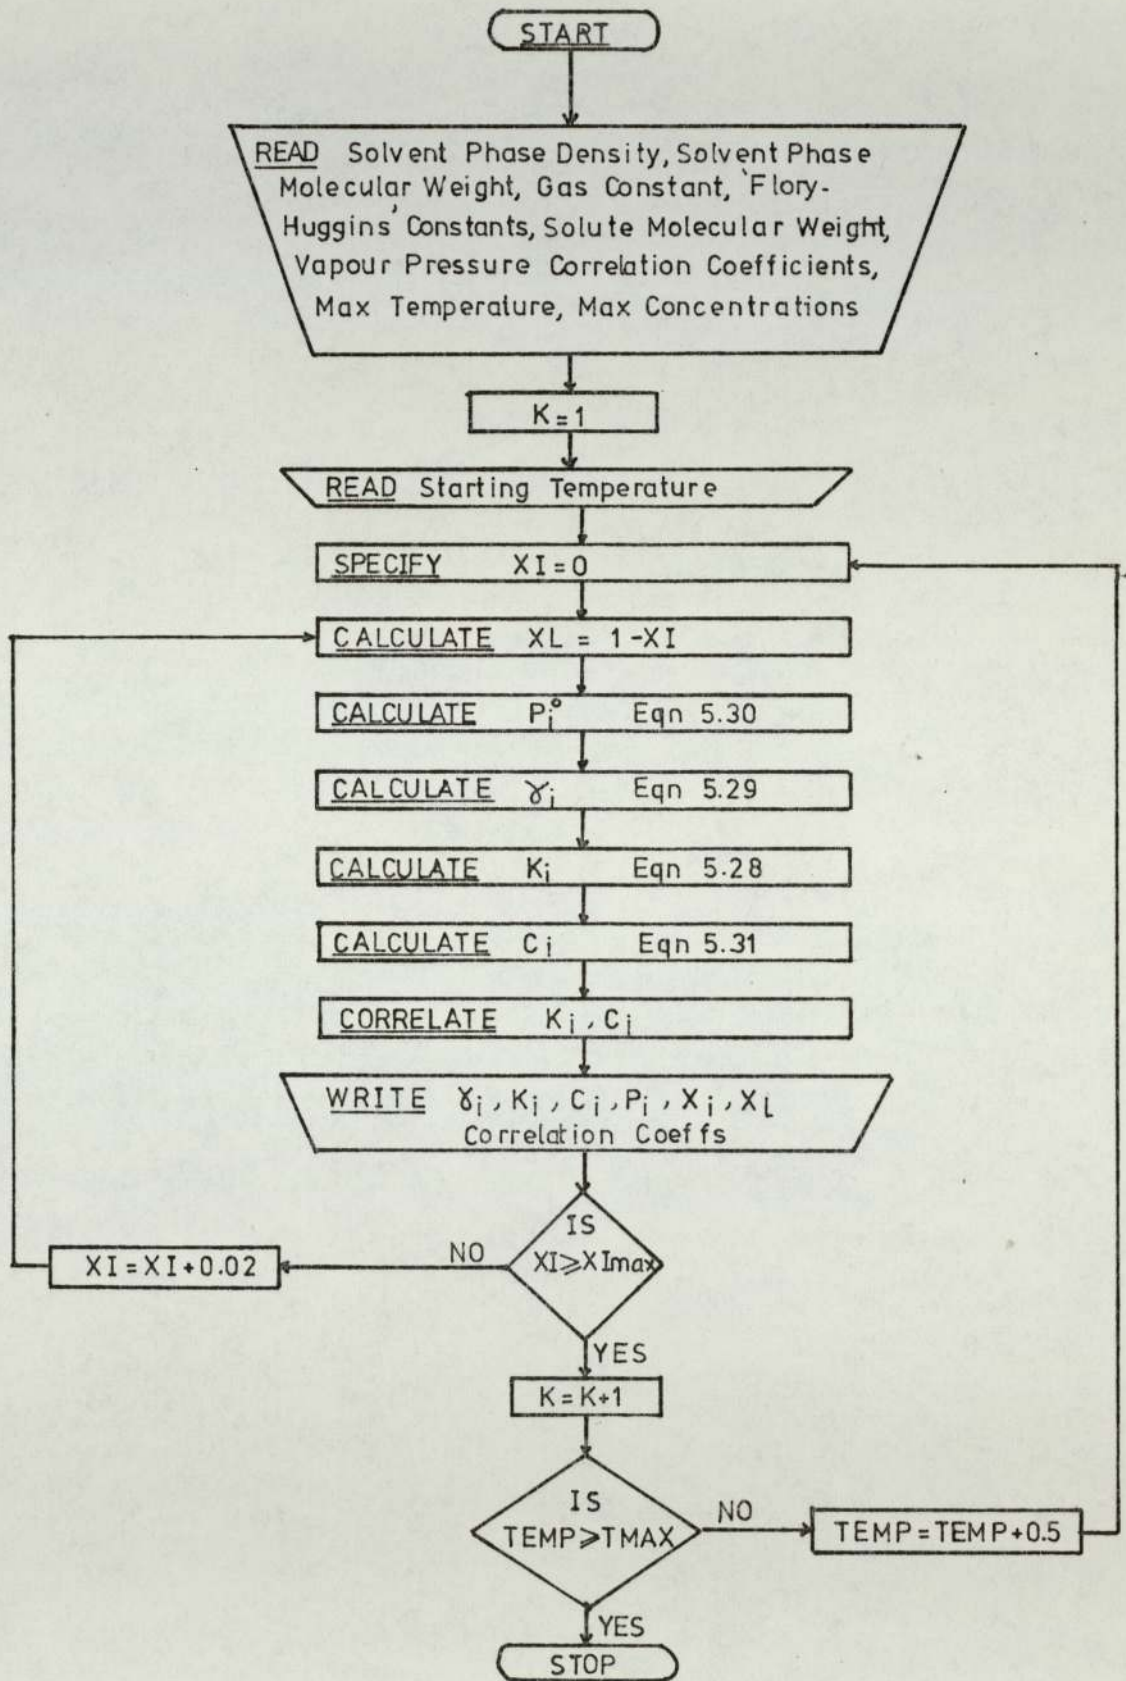 START
READ Solvent Phase Density, Solvent Phase
Molecular Weight, Gas Constant, 'Flory-
Huggins' Constants, Solute Molecular Weight,
Vapour Pressure Correlation Coefficients,
Max Temperature, Max Concentrations
K=1
READ Starting Temperature
SPECIFY XI=0
CALCULATE XL = 1-XI
CALCULATE Pi° Eqn 5.30
CALCULATE γi Eqn 5.29
CALCULATE Ki Eqn 5.28
CALCULATE Ci Eqn 5.31
CORRELATE Ki, Ci
WRITE γi, Ki, Ci, Pi, Xi, XL
Correlation Coeffs
IS
XI⩾XImax
NO
XI=XI+0.02
YES
K=K+1
IS
TEMP⩾TMAX
NO
TEMP=TEMP+0.5
YES
STOP